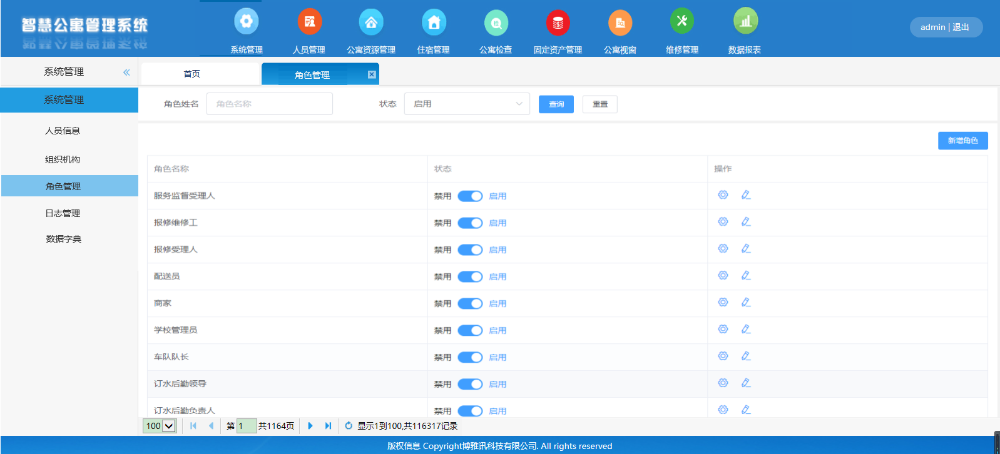 智慧公寓管理系统
系统管理 人员管理 公寓资源管理 住宿管理 公寓检查 固定资产管理 公寓视窗 维修管理 数据报表
admin | 退出
系统管理
首页 角色管理
系统管理
人员信息
组织机构
角色管理
日志管理
数据字典
角色姓名 角色名称 状态 启用 查询 重置
新增角色
角色名称 状态 操作
服务监督受理人 禁用 启用
报修维修工 禁用 启用
报修受理人 禁用 启用
配送员 禁用 启用
商家 禁用 启用
学校管理员 禁用 启用
车队队长 禁用 启用
订水后勤领导 禁用 启用
订水后勤负责人 禁用 启用
100 第 1 共1164页 显示1到100,共116317记录
版权信息 Copyright博雅讯科技有限公司. All rights reserved